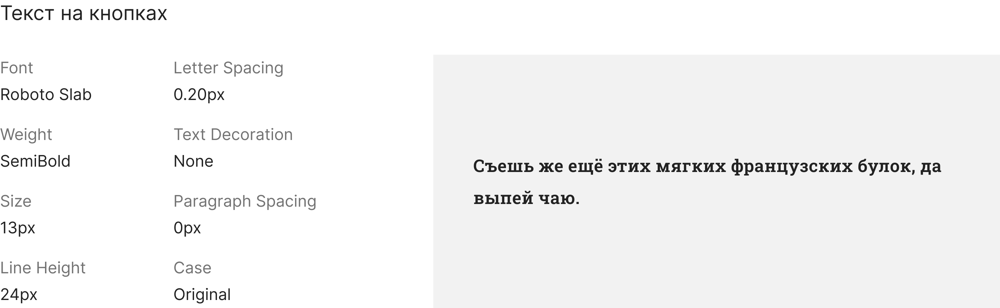 Текст на кнопках
Font
Letter Spacing
Roboto Slab
0.20px
Weight
Text Decoration
SemiBold
None
Size
Paragraph Spacing
13px
0px
Line Height
Case
24px
Original
Съешь же ещё этих мягких французских булок, да
выпей чаю.